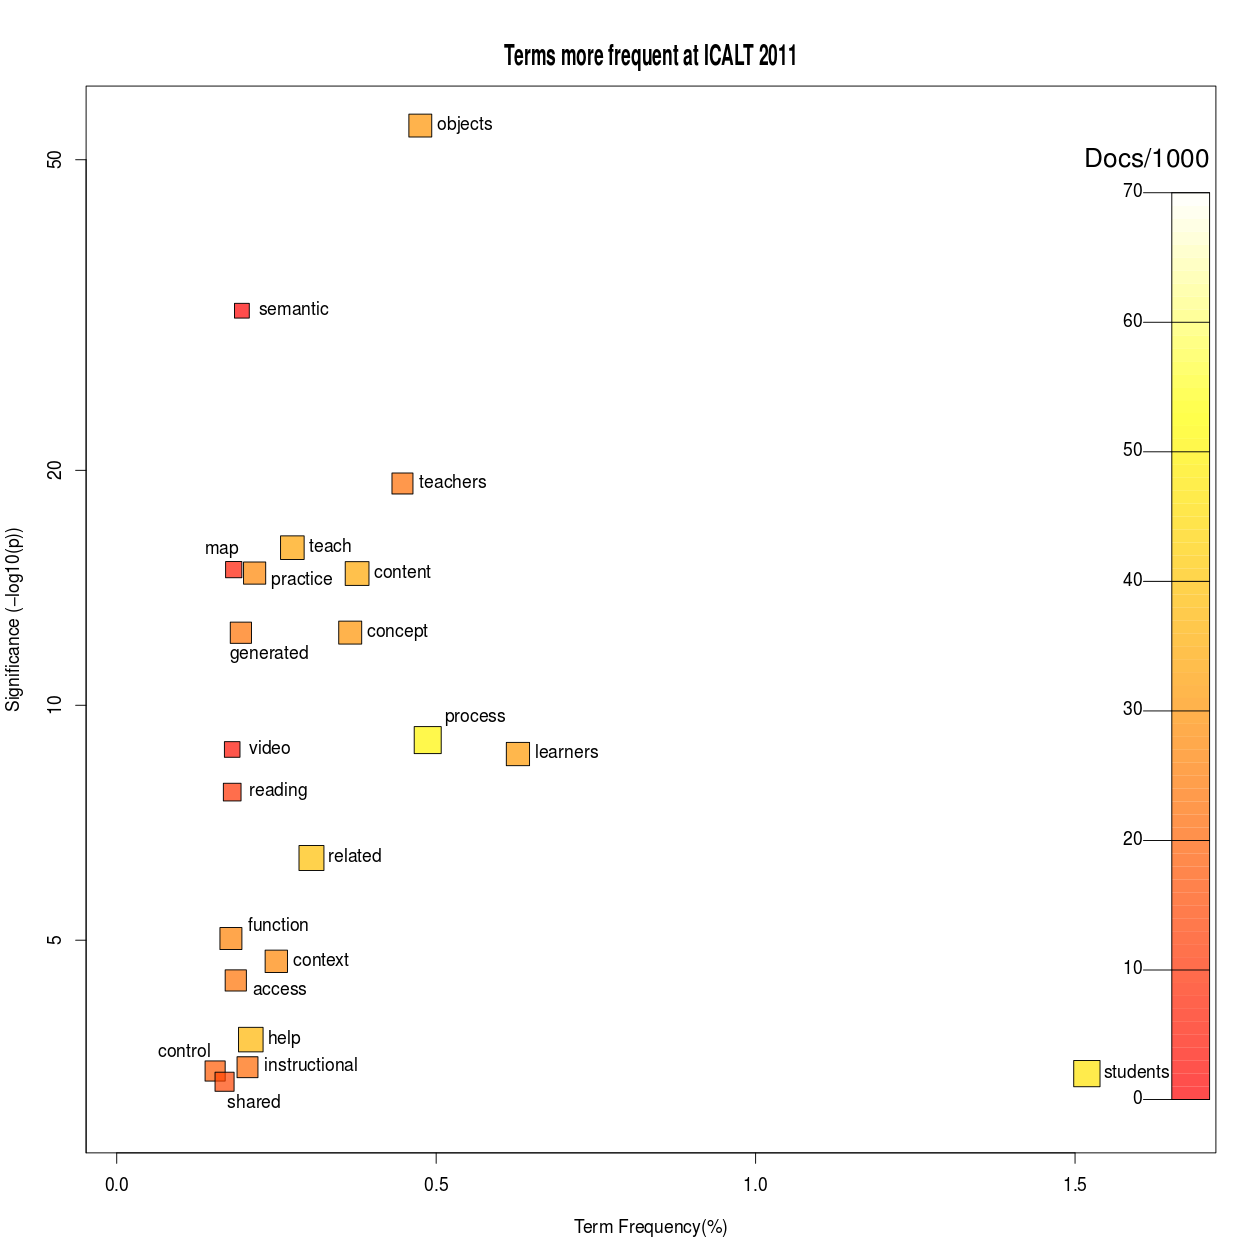 Terms more frequent at ICALT 2011
objects
50
Docs/1000
70
semantic
60
50
20
teachers
map
teach
practice
content
40
generated
concept
Significance (−log10(p))
10
30
process
video
learners
reading
20
related
function
5
context
10
access
help
control
instructional
students
shared
0
0.0
0.5
1.0
1.5
Term Frequency(%)